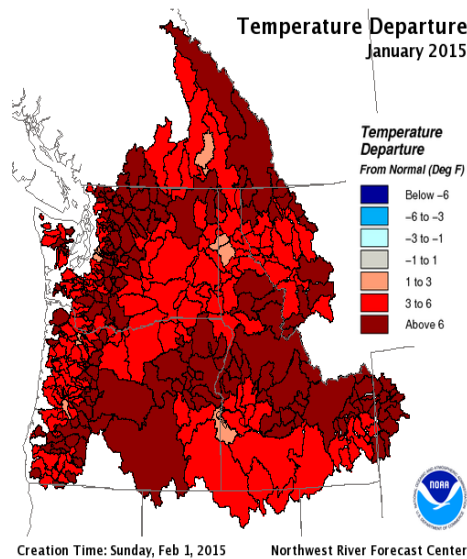 Temperature Departure
January 2015
Temperature
Departure
From Normal (Deg F)
Below -6
-6 to -3
-3 to -1
-1 to 1
1 to 3
3 to 6
Above 6
NOAA
Creation Time: Sunday, Feb 1, 2015
Northwest River Forecast Center